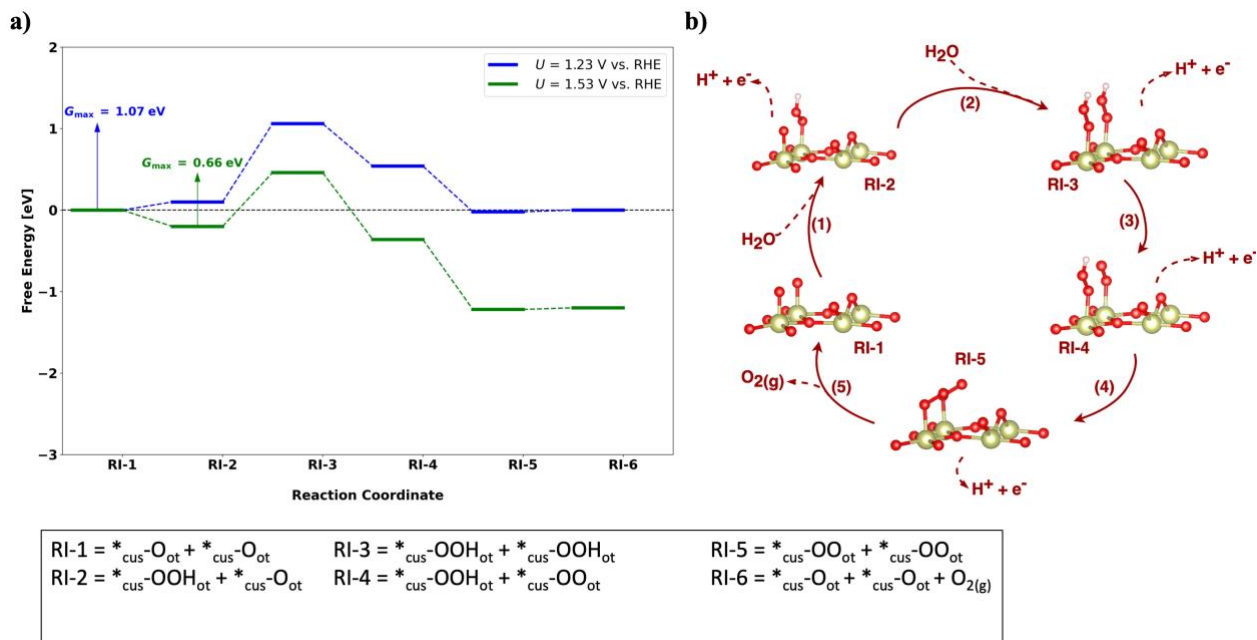 a)
Free Energy [eV]
2
1
0
−1
−2
−3
U = 1.23 V vs. RHE
U = 1.53 V vs. RHE
G_max = 1.07 eV
G_max = 0.66 eV
RI-1 RI-2 RI-3 RI-4 RI-5 RI-6
Reaction Coordinate
b)
H₂O
(2)
H⁺ + e⁻
RI-2
H⁺ + e⁻
RI-3
H₂O
(1)
(3)
H⁺ + e⁻
RI-1
RI-4
RI-5
O₂(g)
(5)
(4)
H⁺ + e⁻
RI-1 = *cus-Oot + *cus-Oot RI-3 = *cus-OOHot + *cus-OOHot RI-5 = *cus-OOot + *cus-OOot
RI-2 = *cus-OOHot + *cus-Oot RI-4 = *cus-OOHot + *cus-OOot RI-6 = *cus-Oot + *cus-Oot + O2(g)